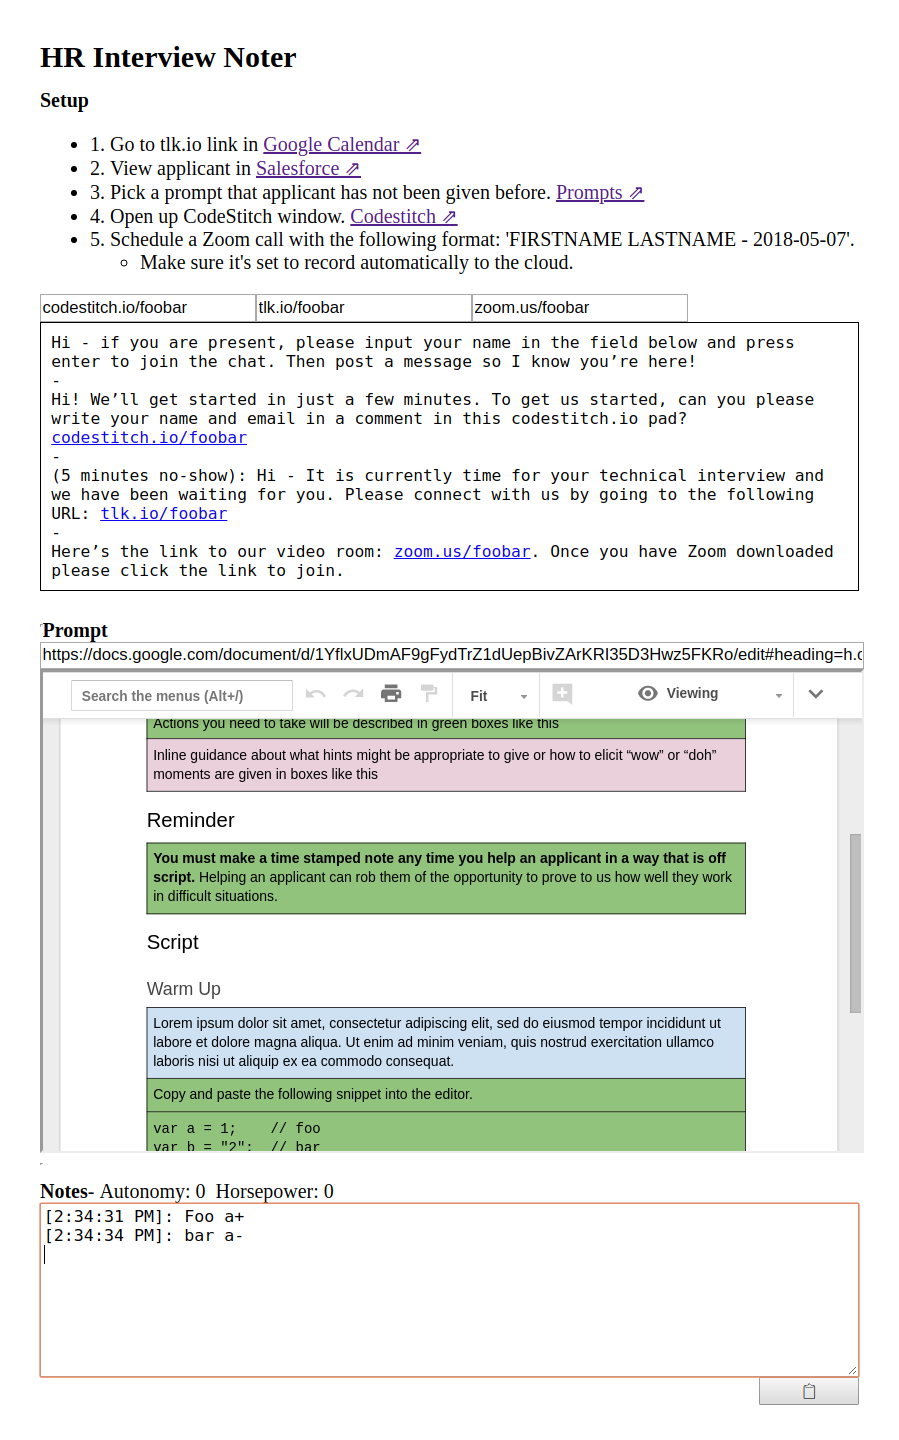 HR Interview Noter
Setup
1. Go to tlk.io link in Google Calendar ⇗
2. View applicant in Salesforce ⇗
3. Pick a prompt that applicant has not been given before. Prompts ⇗
4. Open up CodeStitch window. Codestitch ⇗
5. Schedule a Zoom call with the following format: 'FIRSTNAME LASTNAME - 2018-05-07'.
Make sure it's set to record automatically to the cloud.
codestitch.io/foobar tlk.io/foobar zoom.us/foobar
Hi - if you are present, please input your name in the field below and press
enter to join the chat. Then post a message so I know you’re here!
-
Hi! We’ll get started in just a few minutes. To get us started, can you please
write your name and email in a comment in this codestitch.io pad?
codestitch.io/foobar
-
(5 minutes no-show): Hi - It is currently time for your technical interview and
we have been waiting for you. Please connect with us by going to the following
URL: tlk.io/foobar
-
Here’s the link to our video room: zoom.us/foobar. Once you have Zoom downloaded
please click the link to join.
Prompt
https://docs.google.com/document/d/1YflxUDmAF9gFydTrZ1dUepBivZArKRI35D3Hwz5FKRo/edit#heading=h.c
Search the menus (Alt+/) Fit Viewing
Actions you need to take will be described in green boxes like this
Inline guidance about what hints might be appropriate to give or how to elicit “wow” or “doh”
moments are given in boxes like this
Reminder
You must make a time stamped note any time you help an applicant in a way that is off
script. Helping an applicant can rob them of the opportunity to prove to us how well they work
in difficult situations.
Script
Warm Up
Lorem ipsum dolor sit amet, consectetur adipiscing elit, sed do eiusmod tempor incididunt ut
labore et dolore magna aliqua. Ut enim ad minim veniam, quis nostrud exercitation ullamco
laboris nisi ut aliquip ex ea commodo consequat.
Copy and paste the following snippet into the editor.
var a = 1; // foo
var b = "2"; // bar
Notes- Autonomy: 0 Horsepower: 0
[2:34:31 PM]: Foo a+
[2:34:34 PM]: bar a-